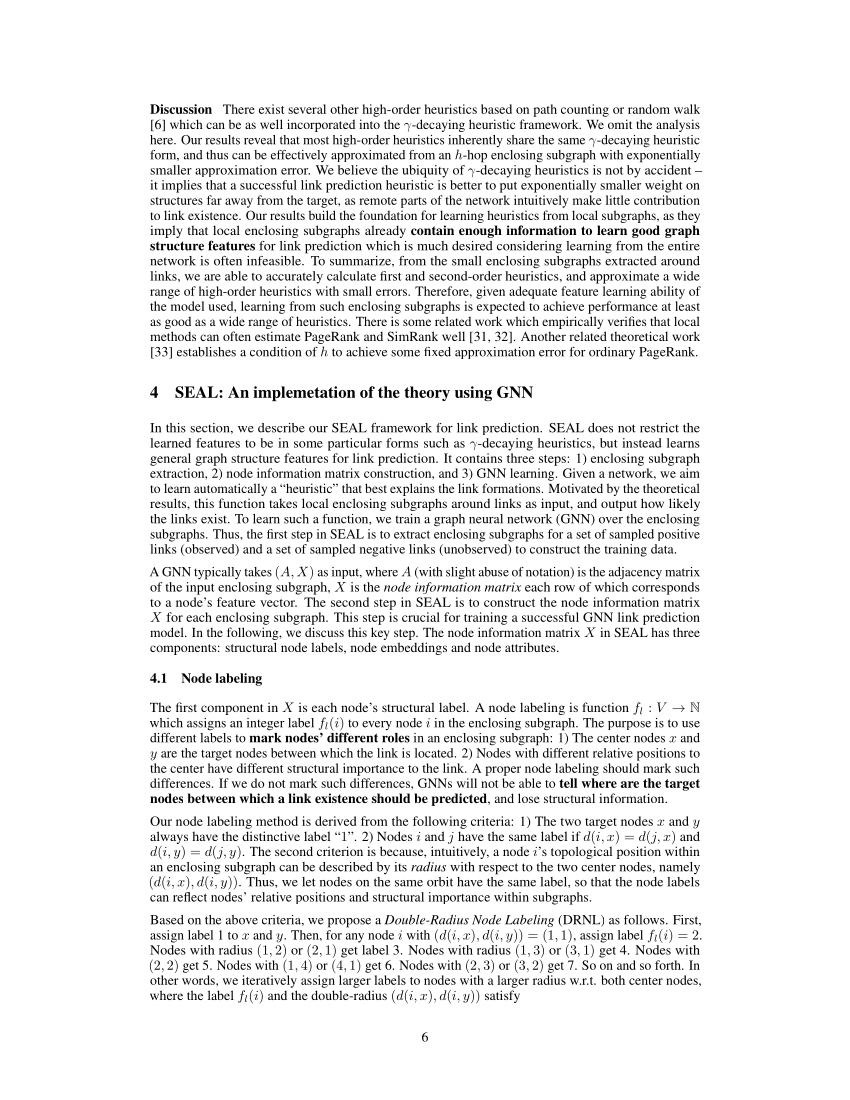 Discussion There exist several other high-order heuristics based on path counting or random walk
[6] which can be as well incorporated into the γ-decaying heuristic framework. We omit the analysis
here. Our results reveal that most high-order heuristics inherently share the same γ-decaying heuristic
form, and thus can be effectively approximated from an h-hop enclosing subgraph with exponentially
smaller approximation error. We believe the ubiquity of γ-decaying heuristics is not by accident –
it implies that a successful link prediction heuristic is better to put exponentially smaller weight on
structures far away from the target, as remote parts of the network intuitively make little contribution
to link existence. Our results build the foundation for learning heuristics from local subgraphs, as they
imply that local enclosing subgraphs already contain enough information to learn good graph
structure features for link prediction which is much desired considering learning from the entire
network is often infeasible. To summarize, from the small enclosing subgraphs extracted around
links, we are able to accurately calculate first and second-order heuristics, and approximate a wide
range of high-order heuristics with small errors. Therefore, given adequate feature learning ability of
the model used, learning from such enclosing subgraphs is expected to achieve performance at least
as good as a wide range of heuristics. There is some related work which empirically verifies that local
methods can often estimate PageRank and SimRank well [31, 32]. Another related theoretical work
[33] establishes a condition of h to achieve some fixed approximation error for ordinary PageRank.
4 SEAL: An implemetation of the theory using GNN
In this section, we describe our SEAL framework for link prediction. SEAL does not restrict the
learned features to be in some particular forms such as γ-decaying heuristics, but instead learns
general graph structure features for link prediction. It contains three steps: 1) enclosing subgraph
extraction, 2) node information matrix construction, and 3) GNN learning. Given a network, we aim
to learn automatically a “heuristic” that best explains the link formations. Motivated by the theoretical
results, this function takes local enclosing subgraphs around links as input, and output how likely
the links exist. To learn such a function, we train a graph neural network (GNN) over the enclosing
subgraphs. Thus, the first step in SEAL is to extract enclosing subgraphs for a set of sampled positive
links (observed) and a set of sampled negative links (unobserved) to construct the training data.
A GNN typically takes (A, X) as input, where A (with slight abuse of notation) is the adjacency matrix
of the input enclosing subgraph, X is the node information matrix each row of which corresponds
to a node’s feature vector. The second step in SEAL is to construct the node information matrix
X for each enclosing subgraph. This step is crucial for training a successful GNN link prediction
model. In the following, we discuss this key step. The node information matrix X in SEAL has three
components: structural node labels, node embeddings and node attributes.
4.1 Node labeling
The first component in X is each node’s structural label. A node labeling is function fₗ : V → ℕ
which assigns an integer label fₗ(i) to every node i in the enclosing subgraph. The purpose is to use
different labels to mark nodes’ different roles in an enclosing subgraph: 1) The center nodes x and
y are the target nodes between which the link is located. 2) Nodes with different relative positions to
the center have different structural importance to the link. A proper node labeling should mark such
differences. If we do not mark such differences, GNNs will not be able to tell where are the target
nodes between which a link existence should be predicted, and lose structural information.
Our node labeling method is derived from the following criteria: 1) The two target nodes x and y
always have the distinctive label “1”. 2) Nodes i and j have the same label if d(i, x) = d(j, x) and
d(i, y) = d(j, y). The second criterion is because, intuitively, a node i’s topological position within
an enclosing subgraph can be described by its radius with respect to the two center nodes, namely
(d(i, x), d(i, y)). Thus, we let nodes on the same orbit have the same label, so that the node labels
can reflect nodes’ relative positions and structural importance within subgraphs.
Based on the above criteria, we propose a Double-Radius Node Labeling (DRNL) as follows. First,
assign label 1 to x and y. Then, for any node i with (d(i, x), d(i, y)) = (1, 1), assign label fₗ(i) = 2.
Nodes with radius (1, 2) or (2, 1) get label 3. Nodes with radius (1, 3) or (3, 1) get 4. Nodes with
(2, 2) get 5. Nodes with (1, 4) or (4, 1) get 6. Nodes with (2, 3) or (3, 2) get 7. So on and so forth. In
other words, we iteratively assign larger labels to nodes with a larger radius w.r.t. both center nodes,
where the label fₗ(i) and the double-radius (d(i, x), d(i, y)) satisfy
6